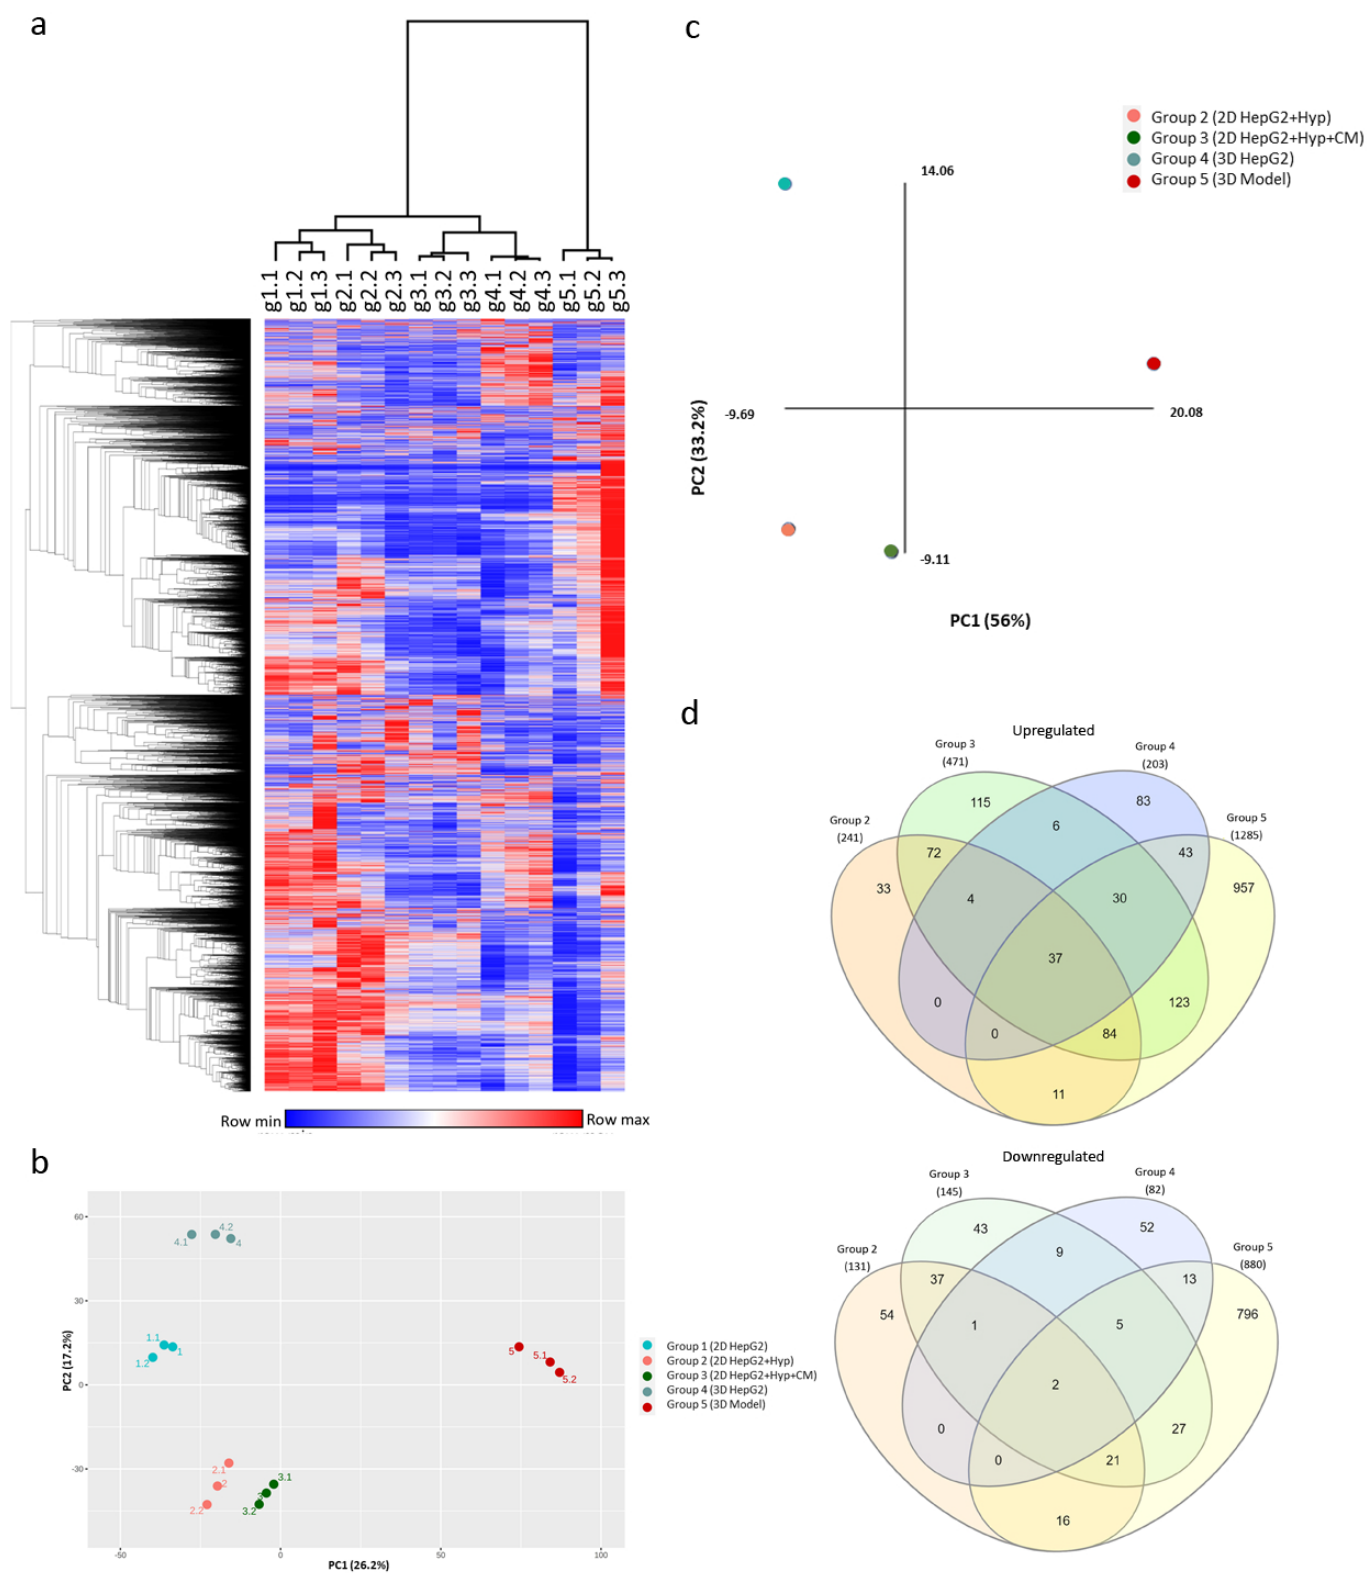 a
g1.1
g1.2
g1.3
g2.1
g2.2
g2.3
g3.1
g3.2
g3.3
g4.1
g4.2
g4.3
g5.1
g5.2
g5.3
Row min
Row max
b
60
30
0
-30
-50
0
50
100
PC2 (17.2%)
PC1 (26.2%)
4.1
4.2
4
1.1
1
1.2
5
5.1
5.2
2.1
2
2.2
3.1
3
3.2
Group 1 (2D HepG2)
Group 2 (2D HepG2+Hyp)
Group 3 (2D HepG2+Hyp+CM)
Group 4 (3D HepG2)
Group 5 (3D Model)
c
Group 2 (2D HepG2+Hyp)
Group 3 (2D HepG2+Hyp+CM)
Group 4 (3D HepG2)
Group 5 (3D Model)
14.06
-9.69
20.08
-9.11
PC2 (33.2%)
PC1 (56%)
d
Upregulated
Group 3
(471)
Group 4
(203)
Group 2
(241)
Group 5
(1285)
115
83
6
72
43
33
957
4
30
37
0
123
0
84
11
Downregulated
Group 3
(145)
Group 4
(82)
Group 2
(131)
Group 5
(880)
43
52
9
37
13
54
796
1
5
2
0
27
0
21
16